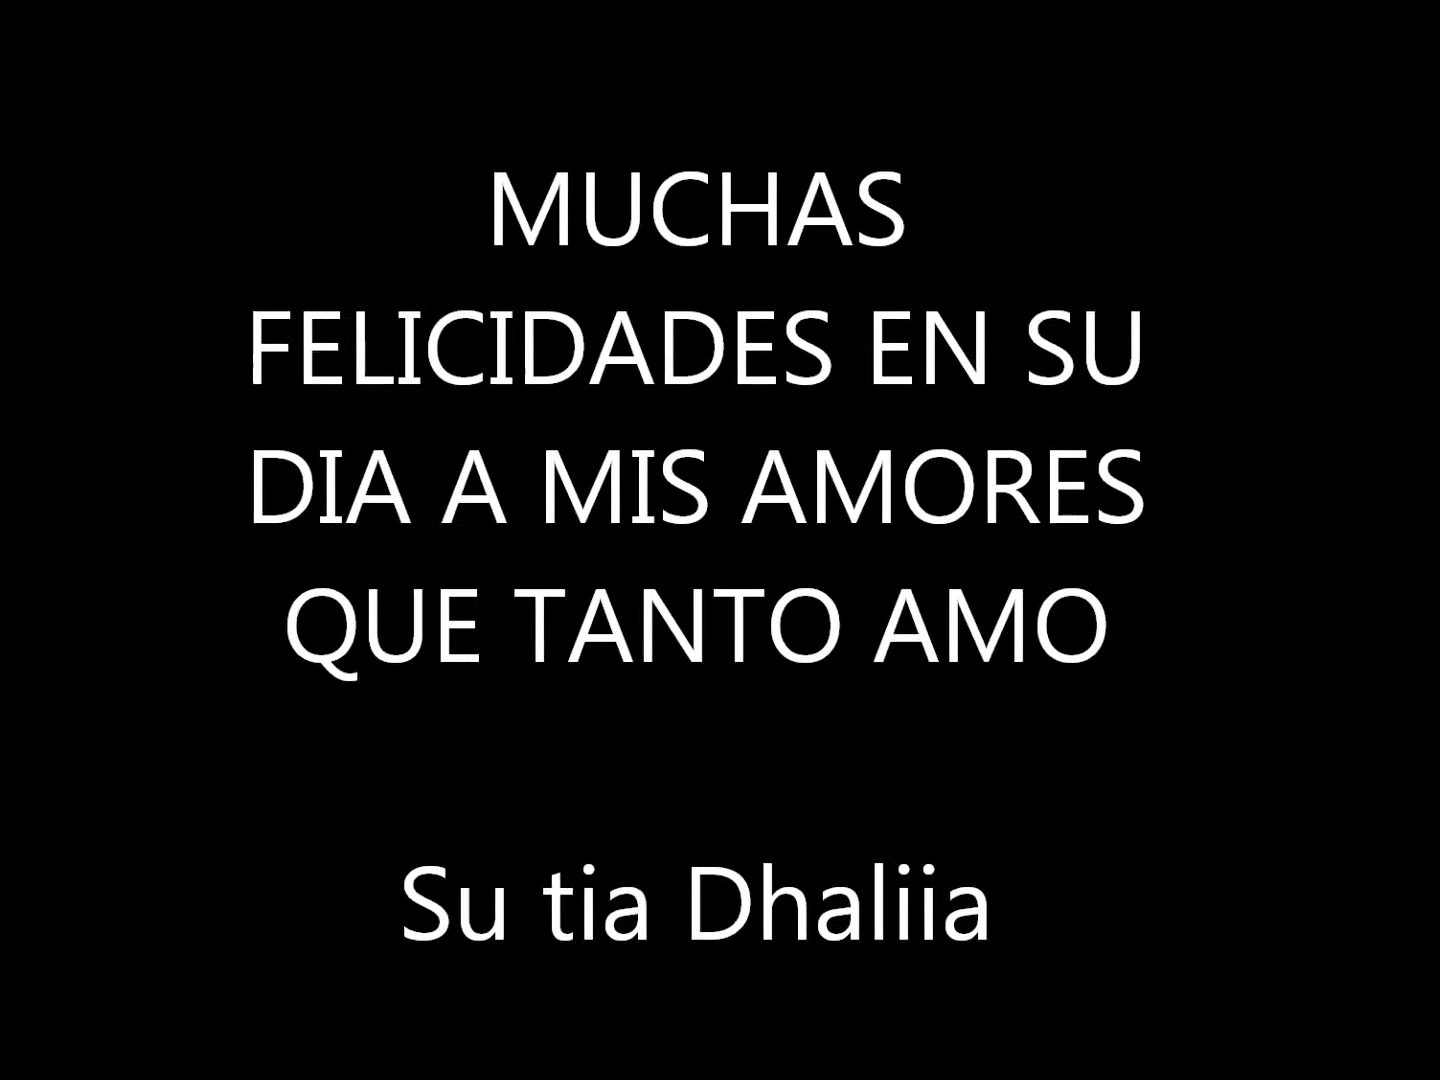 MUCHAS
FELICIDADES EN SU
DIA A MIS AMORES
QUE TANTO AMO
Su tia Dhaliia